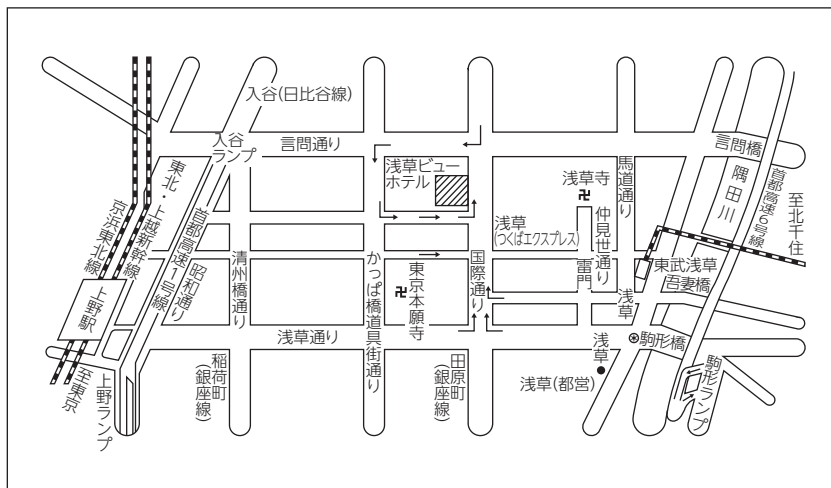 入谷(日比谷線)
入谷
ランプ
言問通り
浅草ビュー
ホテル
浅草寺
馬道通り
言問橋
隅田川
首都高速6号線
至北千住
東北・上越新幹線
京浜東北線
首都高速1号線
昭和通り
清州橋通り
かっぱ橋道具街通り
東京本願寺
国際通り
浅草
(つくばエクスプレス)
仲見世通り
雷門
浅草
東武浅草
吾妻橋
上野駅
浅草通り
浅草
駒形橋
駒形ランプ
至東京
上野ランプ
稲荷町
(銀座線)
田原町
(銀座線)
浅草(都営)